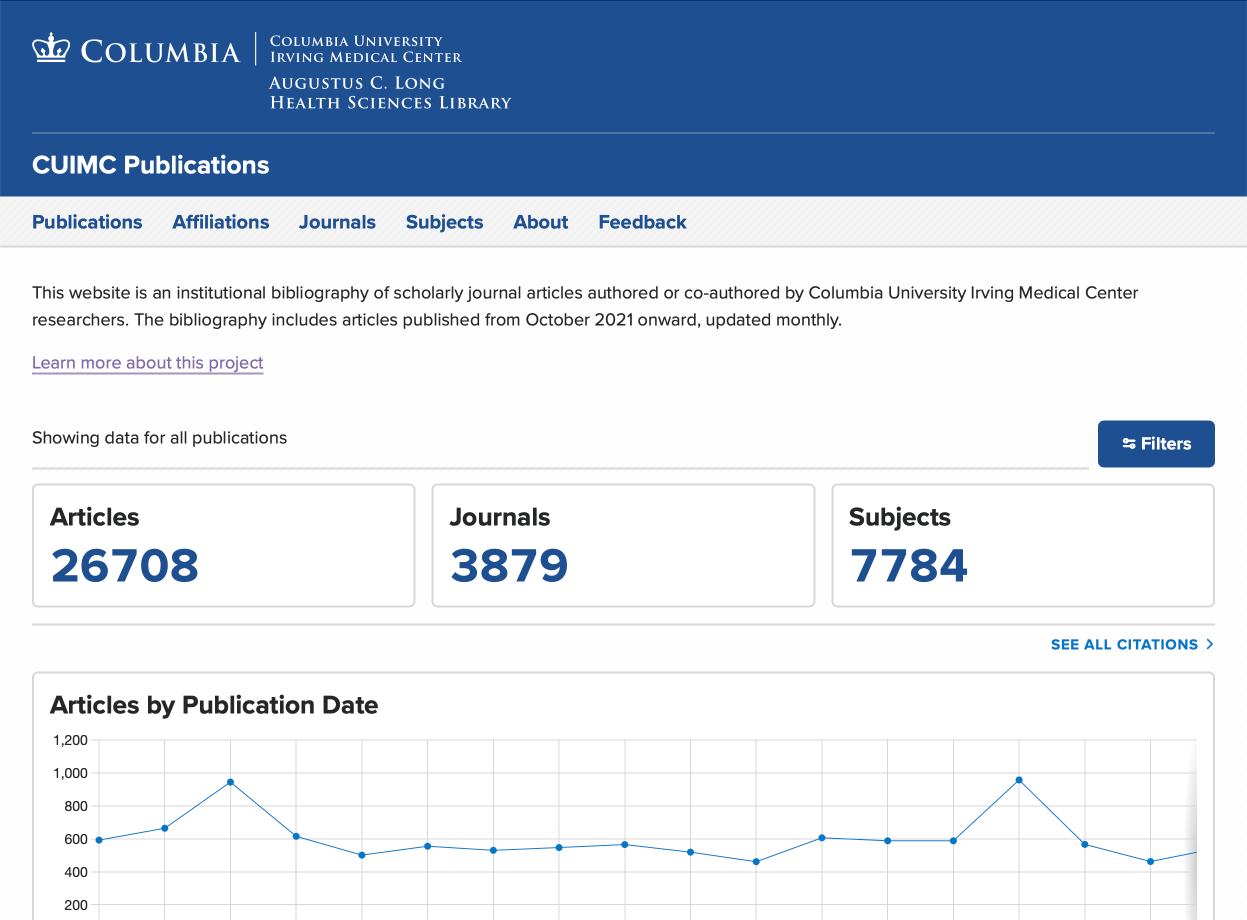 COLUMBIA
COLUMBIA UNIVERSITY
IRVING MEDICAL CENTER
AUGUSTUS C. LONG
HEALTH SCIENCES LIBRARY
CUIMC Publications
Publications Affiliations Journals Subjects About Feedback
This website is an institutional bibliography of scholarly journal articles authored or co-authored by Columbia University Irving Medical Center
researchers. The bibliography includes articles published from October 2021 onward, updated monthly.
Learn more about this project
Showing data for all publications
Filters
Articles
26708
Journals
3879
Subjects
7784
SEE ALL CITATIONS
Articles by Publication Date
1,200
1,000
800
600
400
200